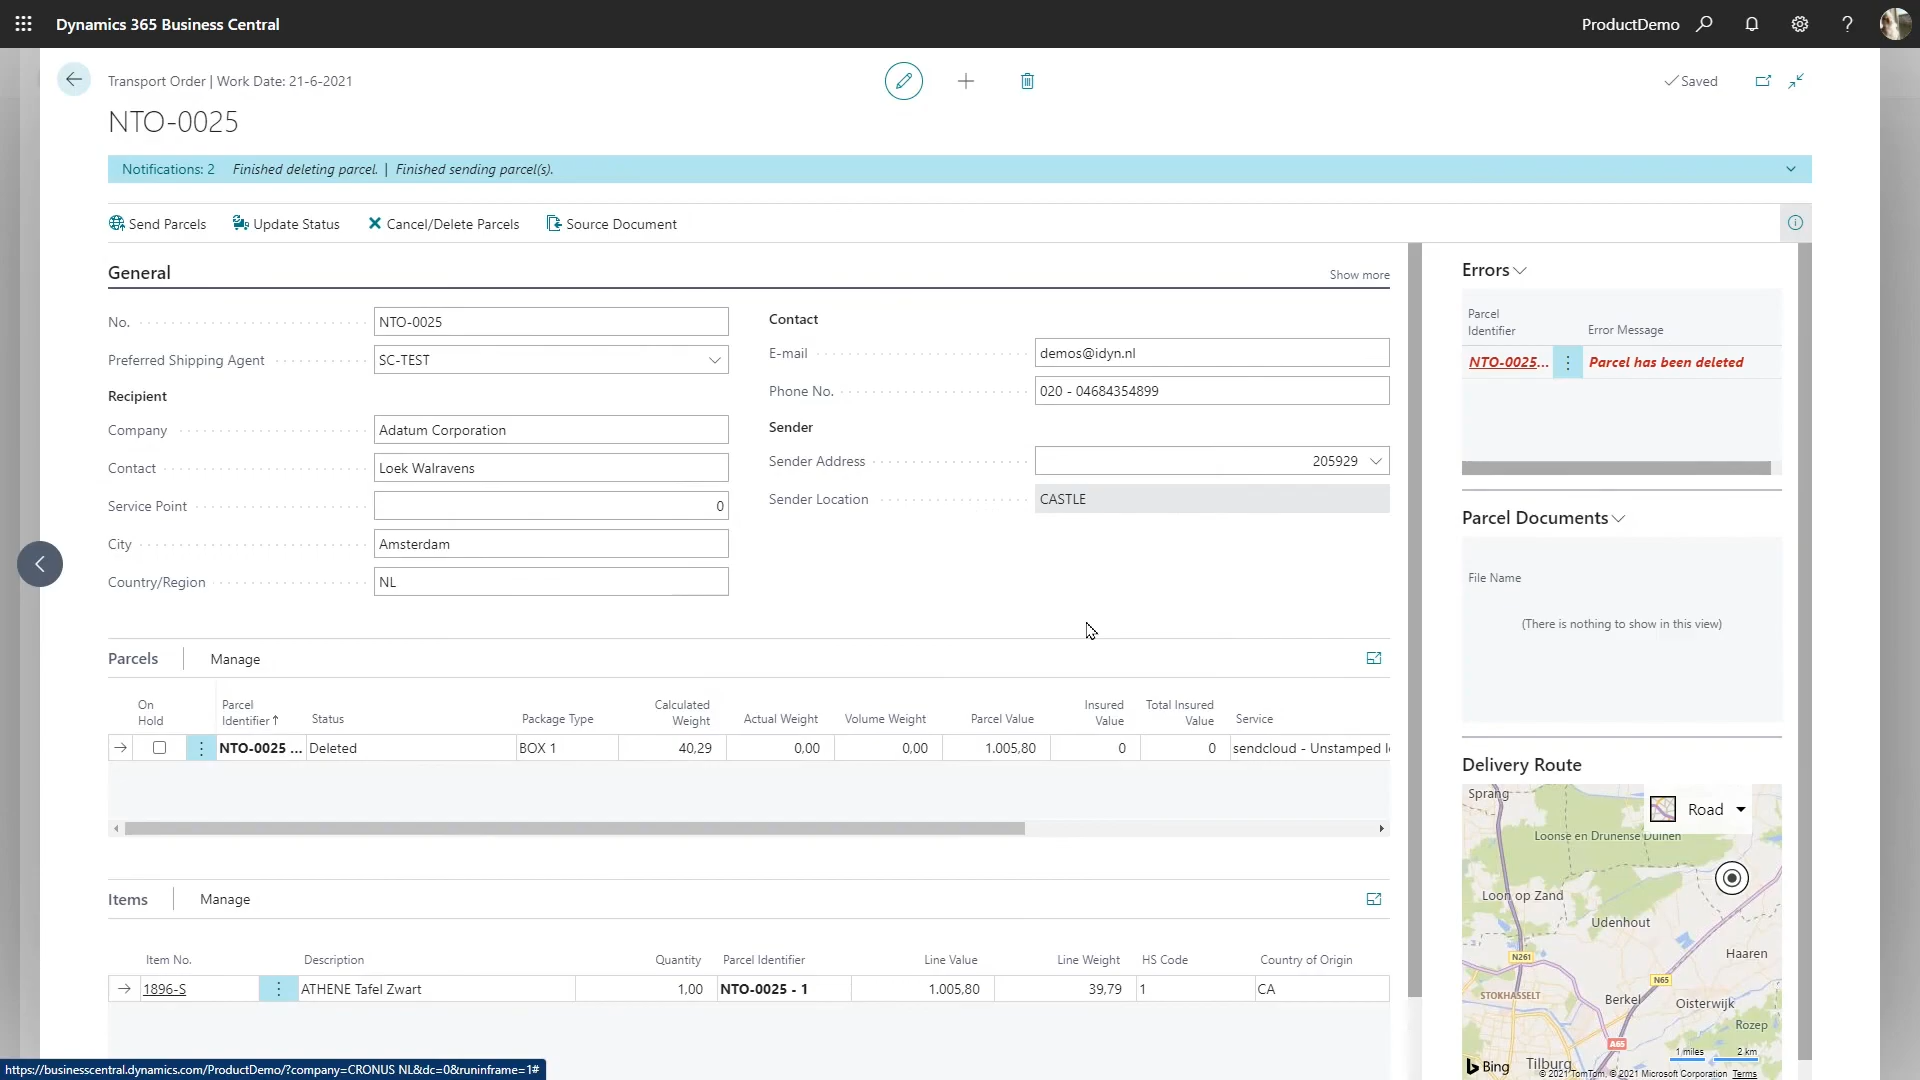 Dynamics 365 Business Central
ProductDemo
?
Transport Order | Work Date: 21-6-2021
Saved
NTO-0025
Notifications: 2 Finished deleting parcel. | Finished sending parcel(s).
Send Parcels Update Status Cancel/Delete Parcels Source Document
General
Show more
No. NTO-0025
Preferred Shipping Agent SC-TEST
Recipient
Company Adatum Corporation
Contact Loek Walravens
Service Point 0
City Amsterdam
Country/Region NL
Contact
E-mail demos@idyn.nl
Phone No. 020 - 04684354899
Sender
Sender Address 205929
Sender Location CASTLE
Errors
Parcel
Identifier Error Message
NTO-0025... Parcel has been deleted
Parcel Documents
File Name
(There is nothing to show in this view)
Parcels Manage
On
Hold
Parcel
Identifier↑
Status
Package Type
Calculated
Weight
Actual Weight
Volume Weight
Parcel Value
Insured
Value
Total Insured
Value
Service
NTO-0025 ... Deleted BOX 1 40,29 0,00 0,00 1.005,80 0 0 sendcloud - Unstamped
Items Manage
Item No. Description Quantity Parcel Identifier Line Value Line Weight HS Code Country of Origin
1896-S ATHENE Tafel Zwart 1,00 NTO-0025 - 1 1.005,80 39,79 1 CA
Delivery Route
Sprang
Road
Loonse en Drunense Duinen
Loon op Zand
Udenhout
Haaren
N261
N65
STOKHASSELT
Berkel
Oisterwijk
Rozep
A65
1 miles 2 km
Bing
Tilburg
© 2021 TomTom, © 2021 Microsoft Corporation Terms
https://businesscentral.dynamics.com/ProductDemo/?company=CRONUS NL&dc=0&runinframe=1#